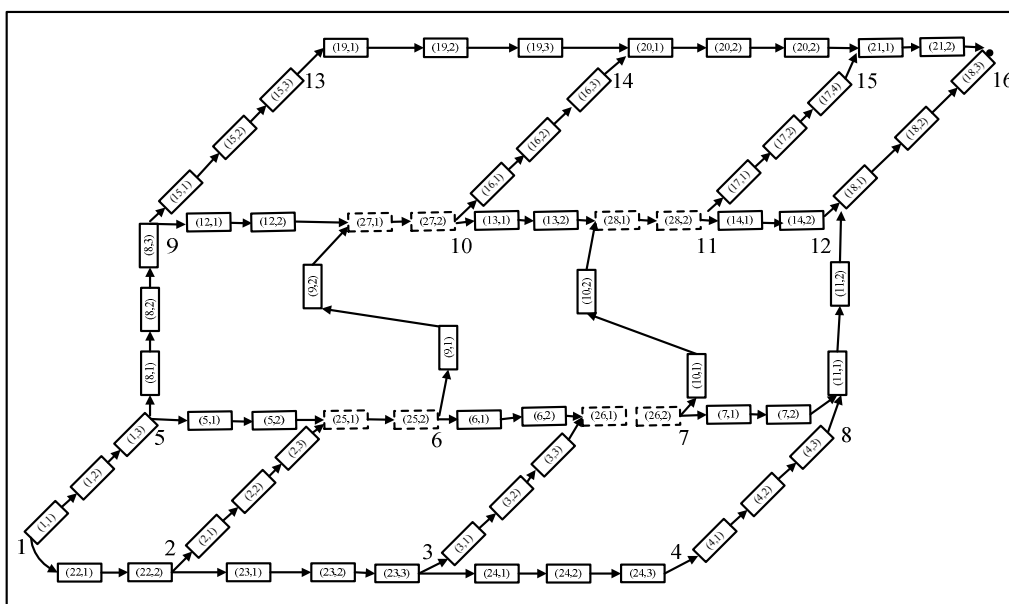 (19,1) (19,2) (19,3) (20,1) (20,2) (20,2) (21,1) (21,2)
13 14 15 16
(15,3) (16,3) (17,4) (18,3)
(15,2) (16,2) (17,2) (18,2)
(15,1) (16,1) (17,1) (18,1)
(12,1) (12,2) (27,1) (27,2) (13,1) (13,2) (28,1) (28,2) (14,1) (14,2)
9 10 11 12
(8,3)
(8,2) (9,2) (10,2) (11,2)
(8,1) (9,1) (10,1) (11,1)
(5,1) (5,2) (25,1) (25,2) (6,1) (6,2) (26,1) (26,2) (7,1) (7,2)
5 6 7 8
(1,3) (2,3) (3,3) (4,3)
(1,2) (2,2) (3,2) (4,2)
(1,1) (2,1) (3,1) (4,1)
1 2 3 4
(22,1) (22,2) (23,1) (23,2) (23,3) (24,1) (24,2) (24,3)